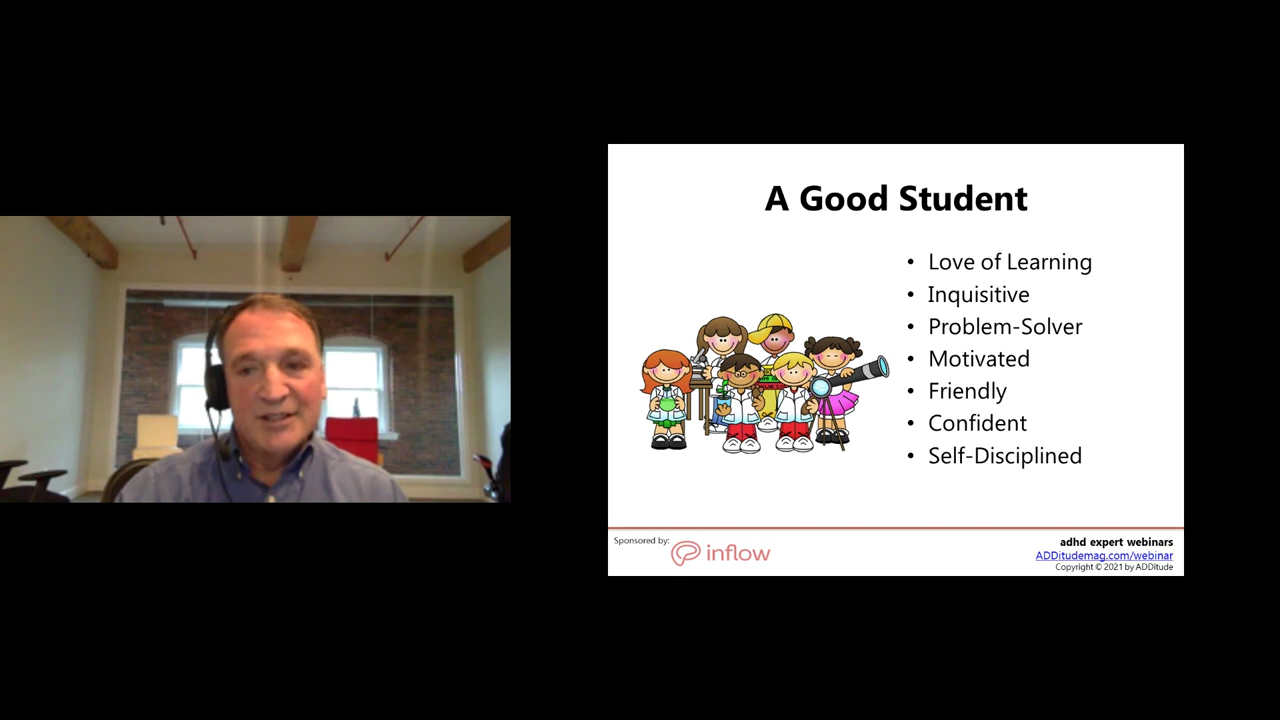 A Good Student
• Love of Learning
• Inquisitive
• Problem-Solver
• Motivated
• Friendly
• Confident
• Self-Disciplined
Sponsored by:
inflow
adhd expert webinars
ADDitudemag.com/webinar
Copyright © 2021 by ADDitude